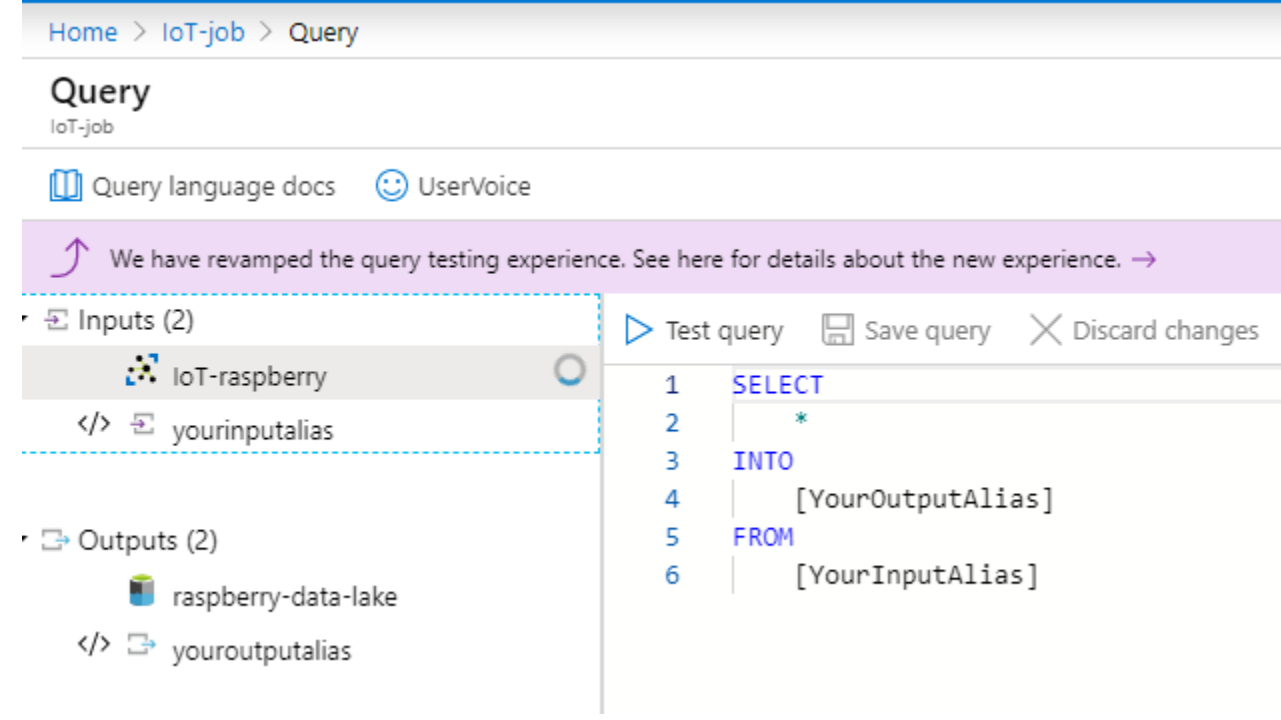 Home > IoT-job > Query
Query
IoT-job
Query language docs UserVoice
We have revamped the query testing experience. See here for details about the new experience. →
Inputs (2)
IoT-raspberry
</> yourinputalias
Outputs (2)
raspberry-data-lake
</> youroutputalias
Test query Save query Discard changes
1 SELECT
2 *
3 INTO
4 [YourOutputAlias]
5 FROM
6 [YourInputAlias]